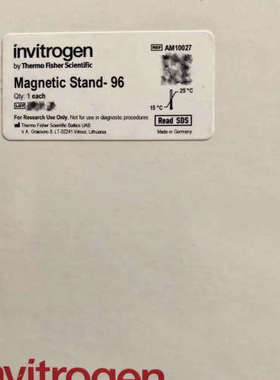 invitrogen
by Thermo Fisher Scientific
REF AM10027
Magnetic Stand- 96
Qty: 1 each
LOT
25 °C
15 °C
For Research Use Only. Not for use in diagnostic procedures
Read SDS
Thermo Fisher Scientific Baltics UAB
V.A. Graiciuno 8, LT-02241 Vilnius, Lithuania
Made in Germany
invitrogen